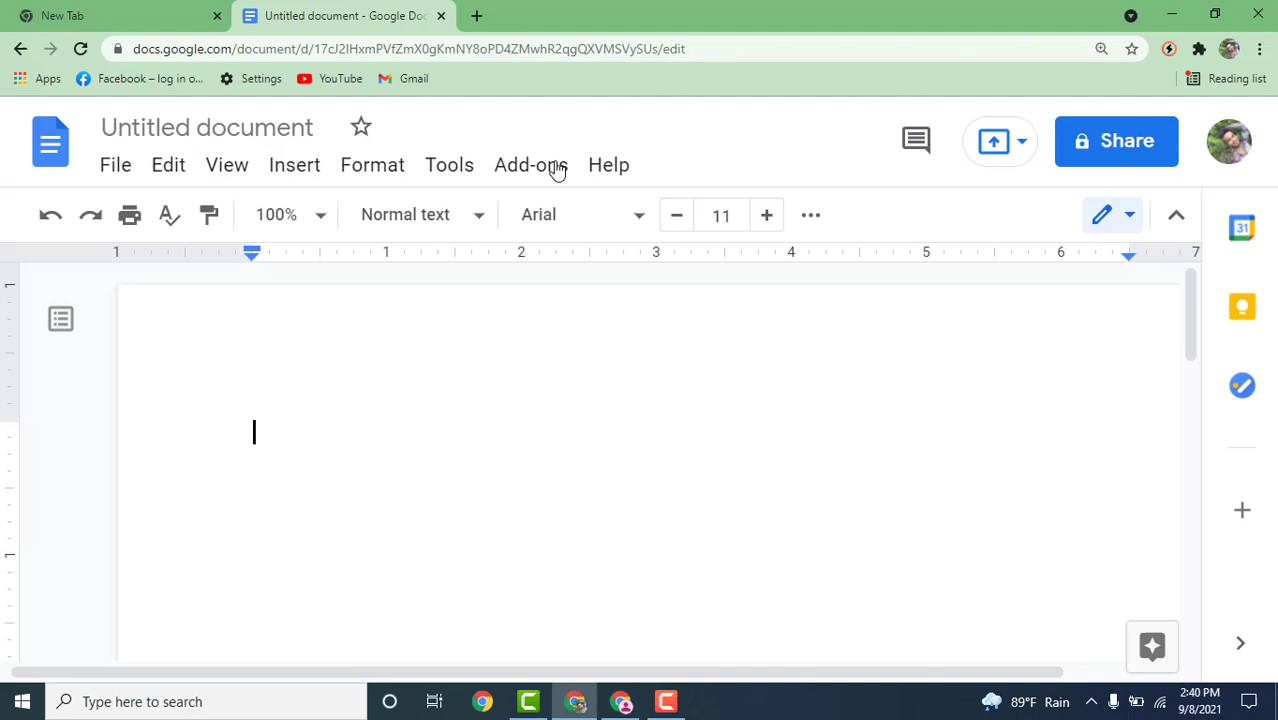 New Tab
Untitled document - Google Doc
docs.google.com/document/d/17cJ2IHxmPVfZmX0gKmNY8oPD4ZMwhR2qgQXVMSVySUs/edit
Apps
Facebook – log in o...
Settings
YouTube
Gmail
Reading list
Untitled document
Share
File Edit View Insert Format Tools Add-ons Help
100% Normal text Arial 11
1 1 2 3 4 5 6 7
31
1
1
Type here to search
89°F Rain
2:40 PM
9/8/2021